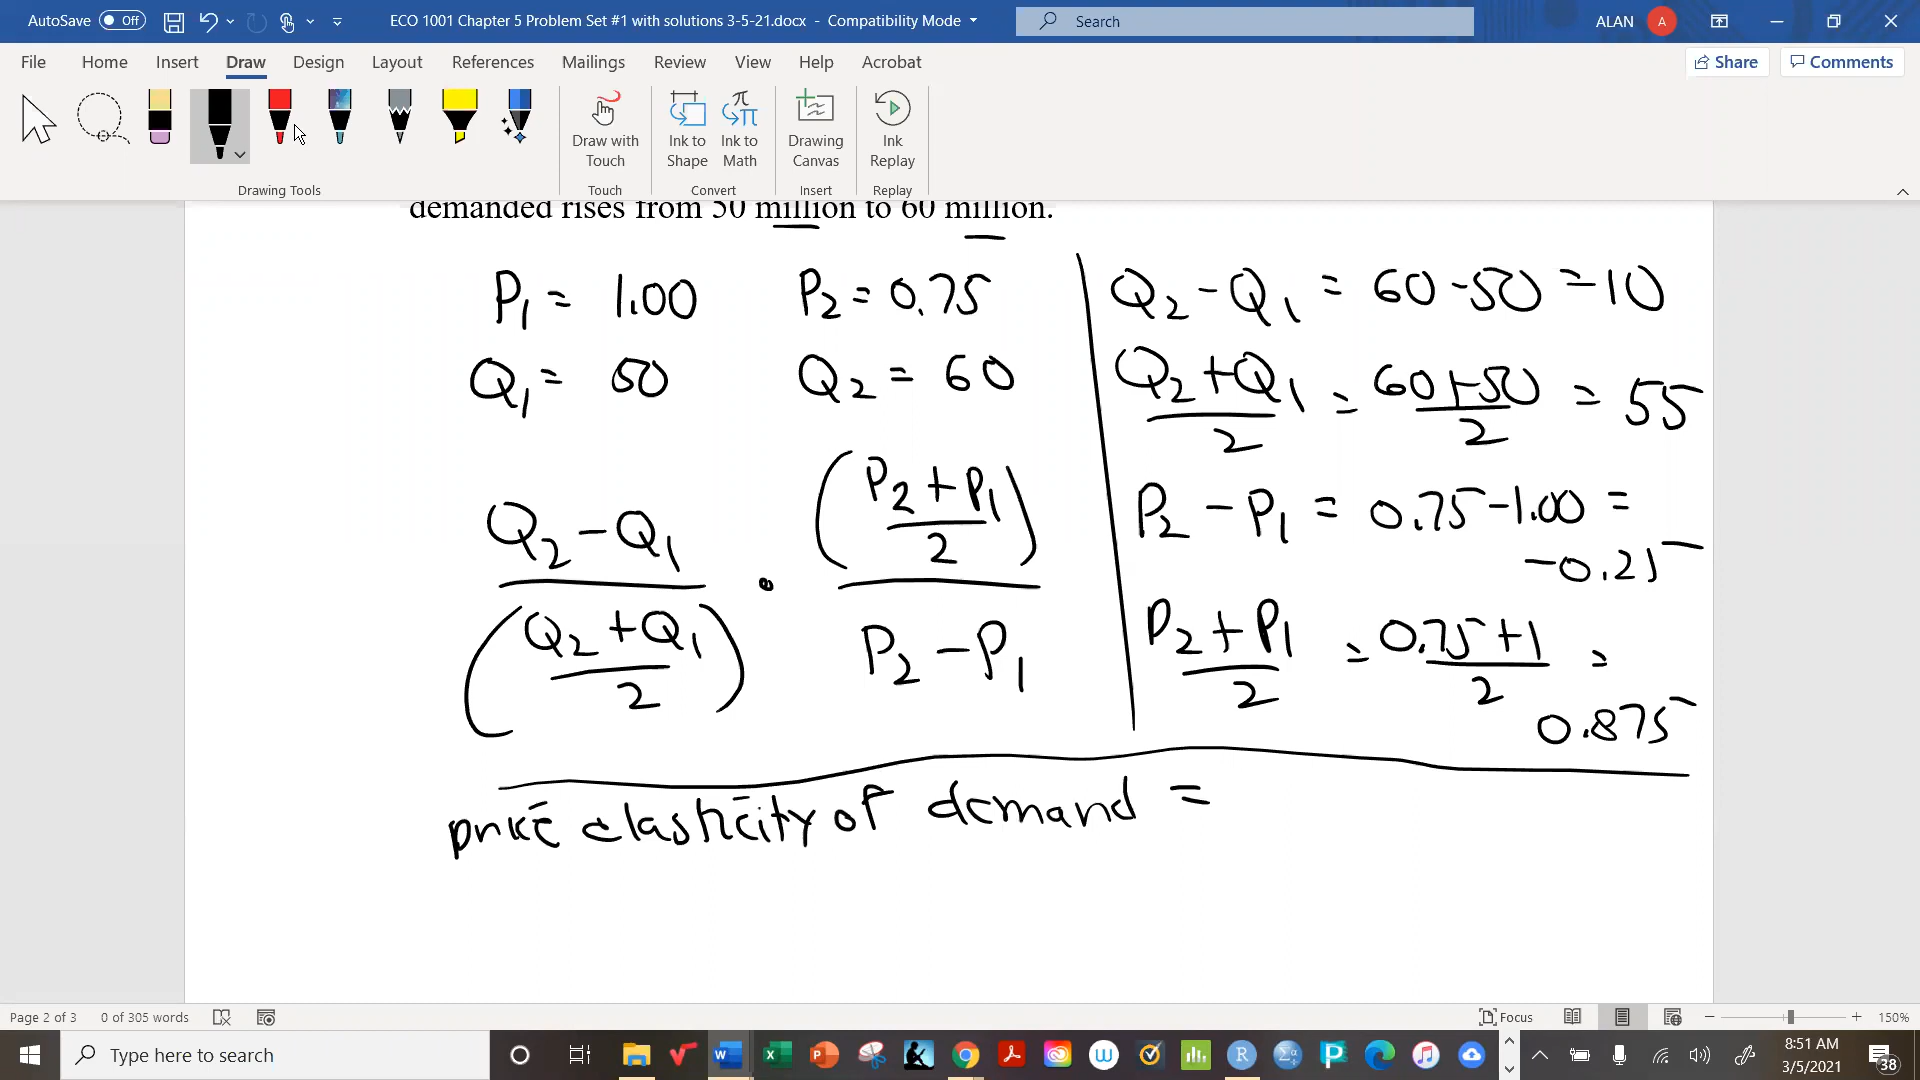 AutoSave Off ECO 1001 Chapter 5 Problem Set #1 with solutions 3-5-21.docx - Compatibility Mode Search ALAN A
File Home Insert Draw Design Layout References Mailings Review View Help Acrobat Share Comments
Draw with Touch
Ink to Shape
Ink to Math
Drawing Canvas
Ink Replay
Drawing Tools Touch Convert Insert Replay
demanded rises from 50 million to 60 million.
P1 = 1.00 P2 = 0.75
Q1 = 50 Q2 = 60
Q2 - Q1
(Q2 + Q1
2)
·
(P2 + P1
2)
P2 - P1
Q2 - Q1 = 60 - 50 = 10
Q2 + Q1
2
= 60 + 50
2
= 55
P2 - P1 = 0.75 - 1.00 =
-0.25
P2 + P1
2
= 0.75 + 1
2
=
0.875
price elasticity of demand =
Page 2 of 3 0 of 305 words Focus 150%
Type here to search
8:51 AM
3/5/2021
38